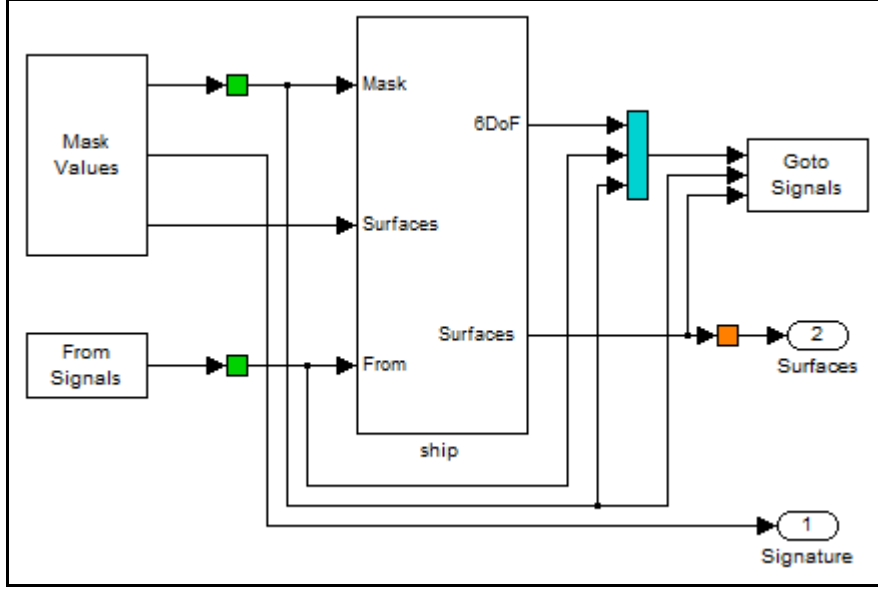 Mask
Values
From
Signals
Mask
Surfaces
From
6DoF
Surfaces
ship
Goto
Signals
2
Surfaces
1
Signature